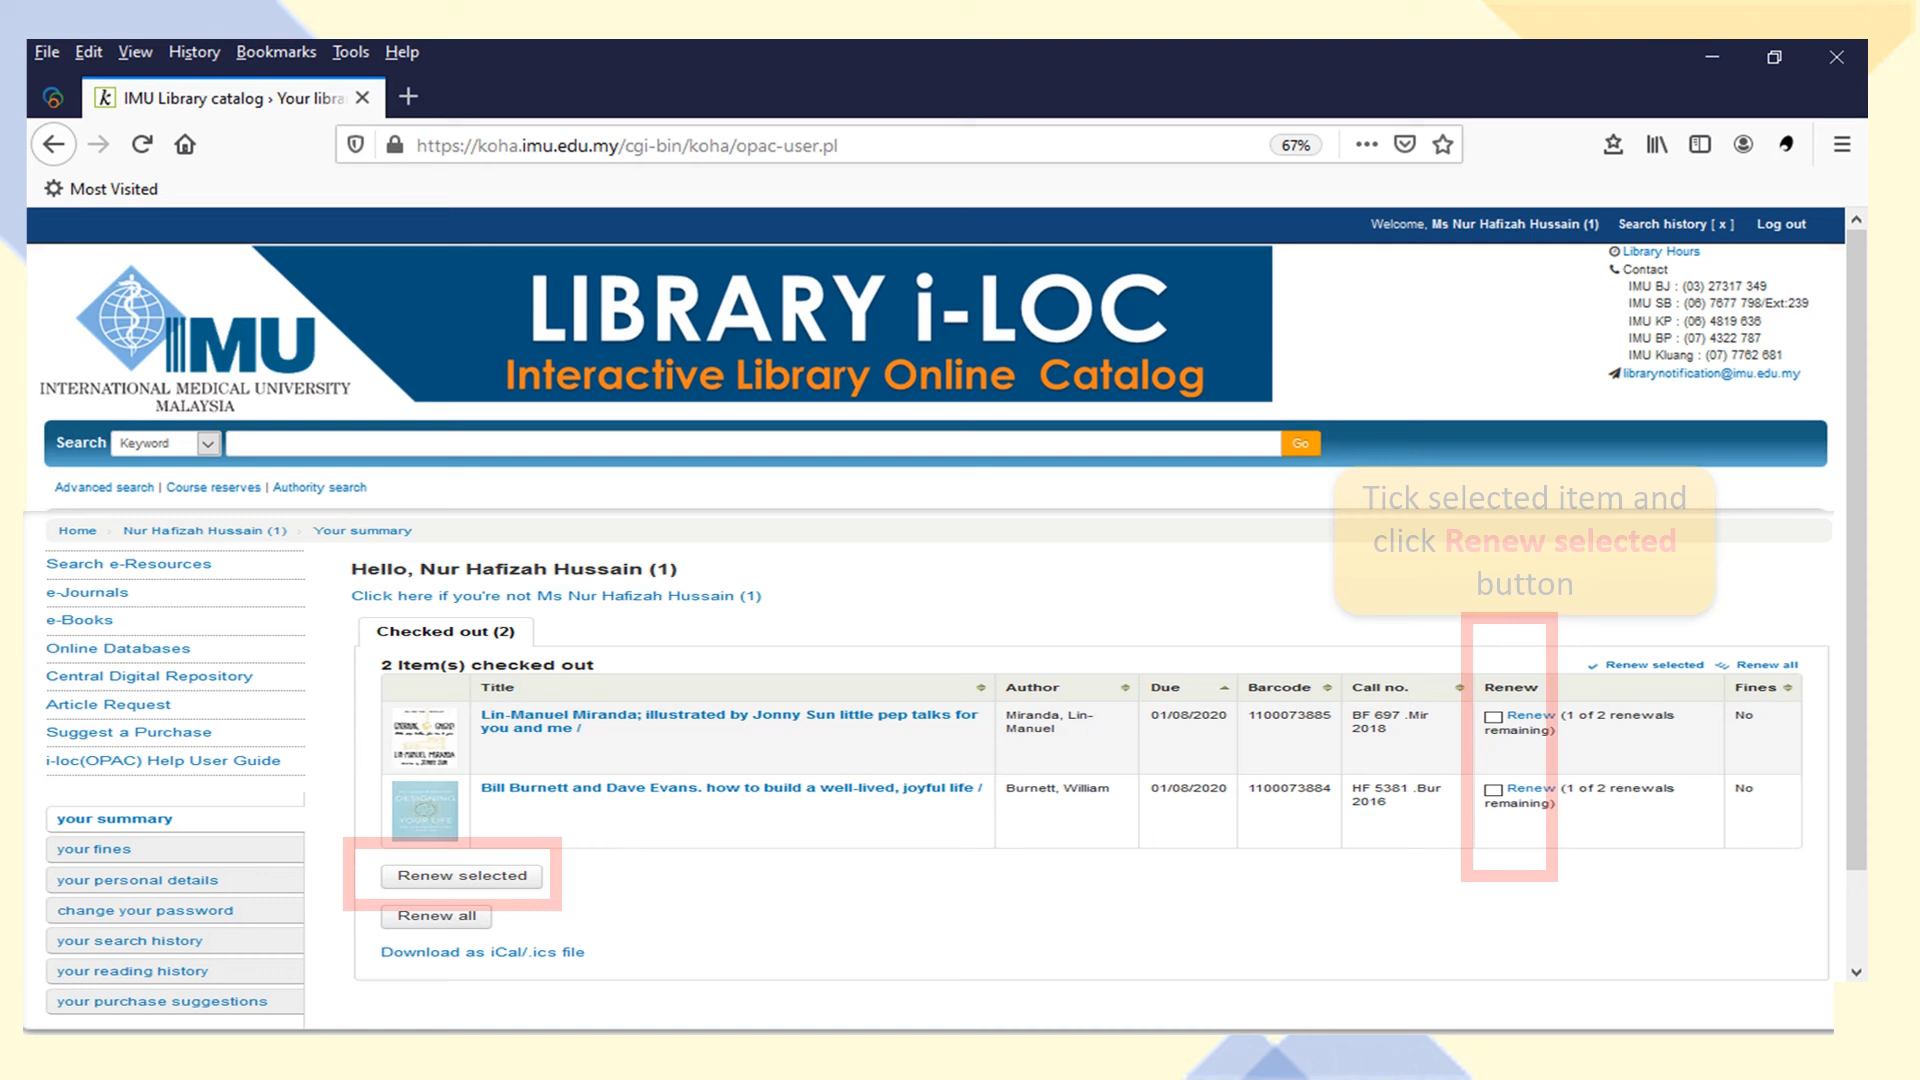 File Edit View History Bookmarks Tools Help
IMU Library catalog › Your libra
https://koha.imu.edu.my/cgi-bin/koha/opac-user.pl
67%
Most Visited
Welcome, Ms Nur Hafizah Hussain (1) Search history [ x ] Log out
Library Hours
Contact
IMU BJ : (03) 27317 349
IMU SB : (06) 7677 798/Ext:239
IMU KP : (06) 4819 636
IMU BP : (07) 4322 787
IMU Kluang : (07) 7762 681
librarynotification@imu.edu.my
IMU
INTERNATIONAL MEDICAL UNIVERSITY
MALAYSIA
LIBRARY i-LOC
Interactive Library Online Catalog
Search Keyword Go
Advanced search | Course reserves | Authority search
Tick selected item and
click Renew selected
button
Home Nur Hafizah Hussain (1) Your summary
Search e-Resources
e-Journals
e-Books
Online Databases
Central Digital Repository
Article Request
Suggest a Purchase
i-loc(OPAC) Help User Guide
your summary
your fines
your personal details
change your password
your search history
your reading history
your purchase suggestions
Hello, Nur Hafizah Hussain (1)
Click here if you're not Ms Nur Hafizah Hussain (1)
Checked out (2)
2 Item(s) checked out
Renew selected Renew all
Title Author Due Barcode Call no. Renew Fines
Lin-Manuel Miranda; illustrated by Jonny Sun little pep talks for
you and me /
Miranda, Lin-
Manuel
01/08/2020
1100073885
BF 697 .Mir
2018
Renew (1 of 2 renewals
remaining)
No
LIN-MANUEL MIRANDA
DESIGNING
YOUR LIFE
Bill Burnett and Dave Evans. how to build a well-lived, joyful life /
Burnett, William
01/08/2020
1100073884
HF 5381 .Bur
2016
Renew (1 of 2 renewals
remaining)
No
Renew selected
Renew all
Download as iCal/.ics file